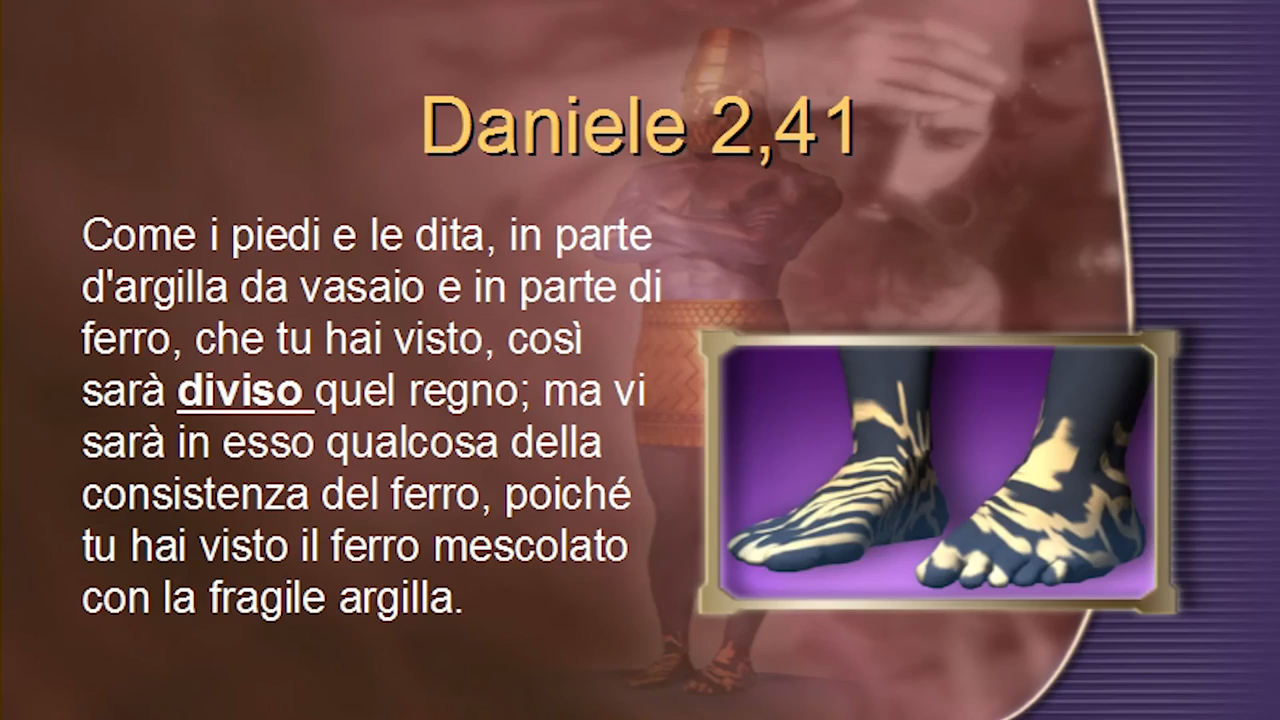 Daniele 2,41
Come i piedi e le dita, in parte
d'argilla da vasaio e in parte di
ferro, che tu hai visto, così
sarà diviso quel regno; ma vi
sarà in esso qualcosa della
consistenza del ferro, poiché
tu hai visto il ferro mescolato
con la fragile argilla.